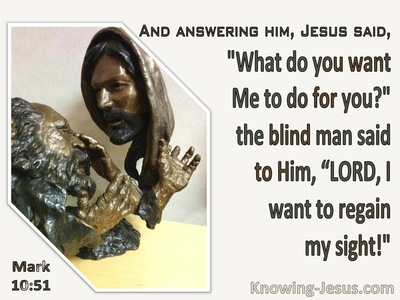 And answering him, Jesus said,
"What do you want
Me to do for you?"
the blind man said
to Him, “LORD, I
want to regain
my sight!"
Mark
10:51
Knowing-Jesus.com